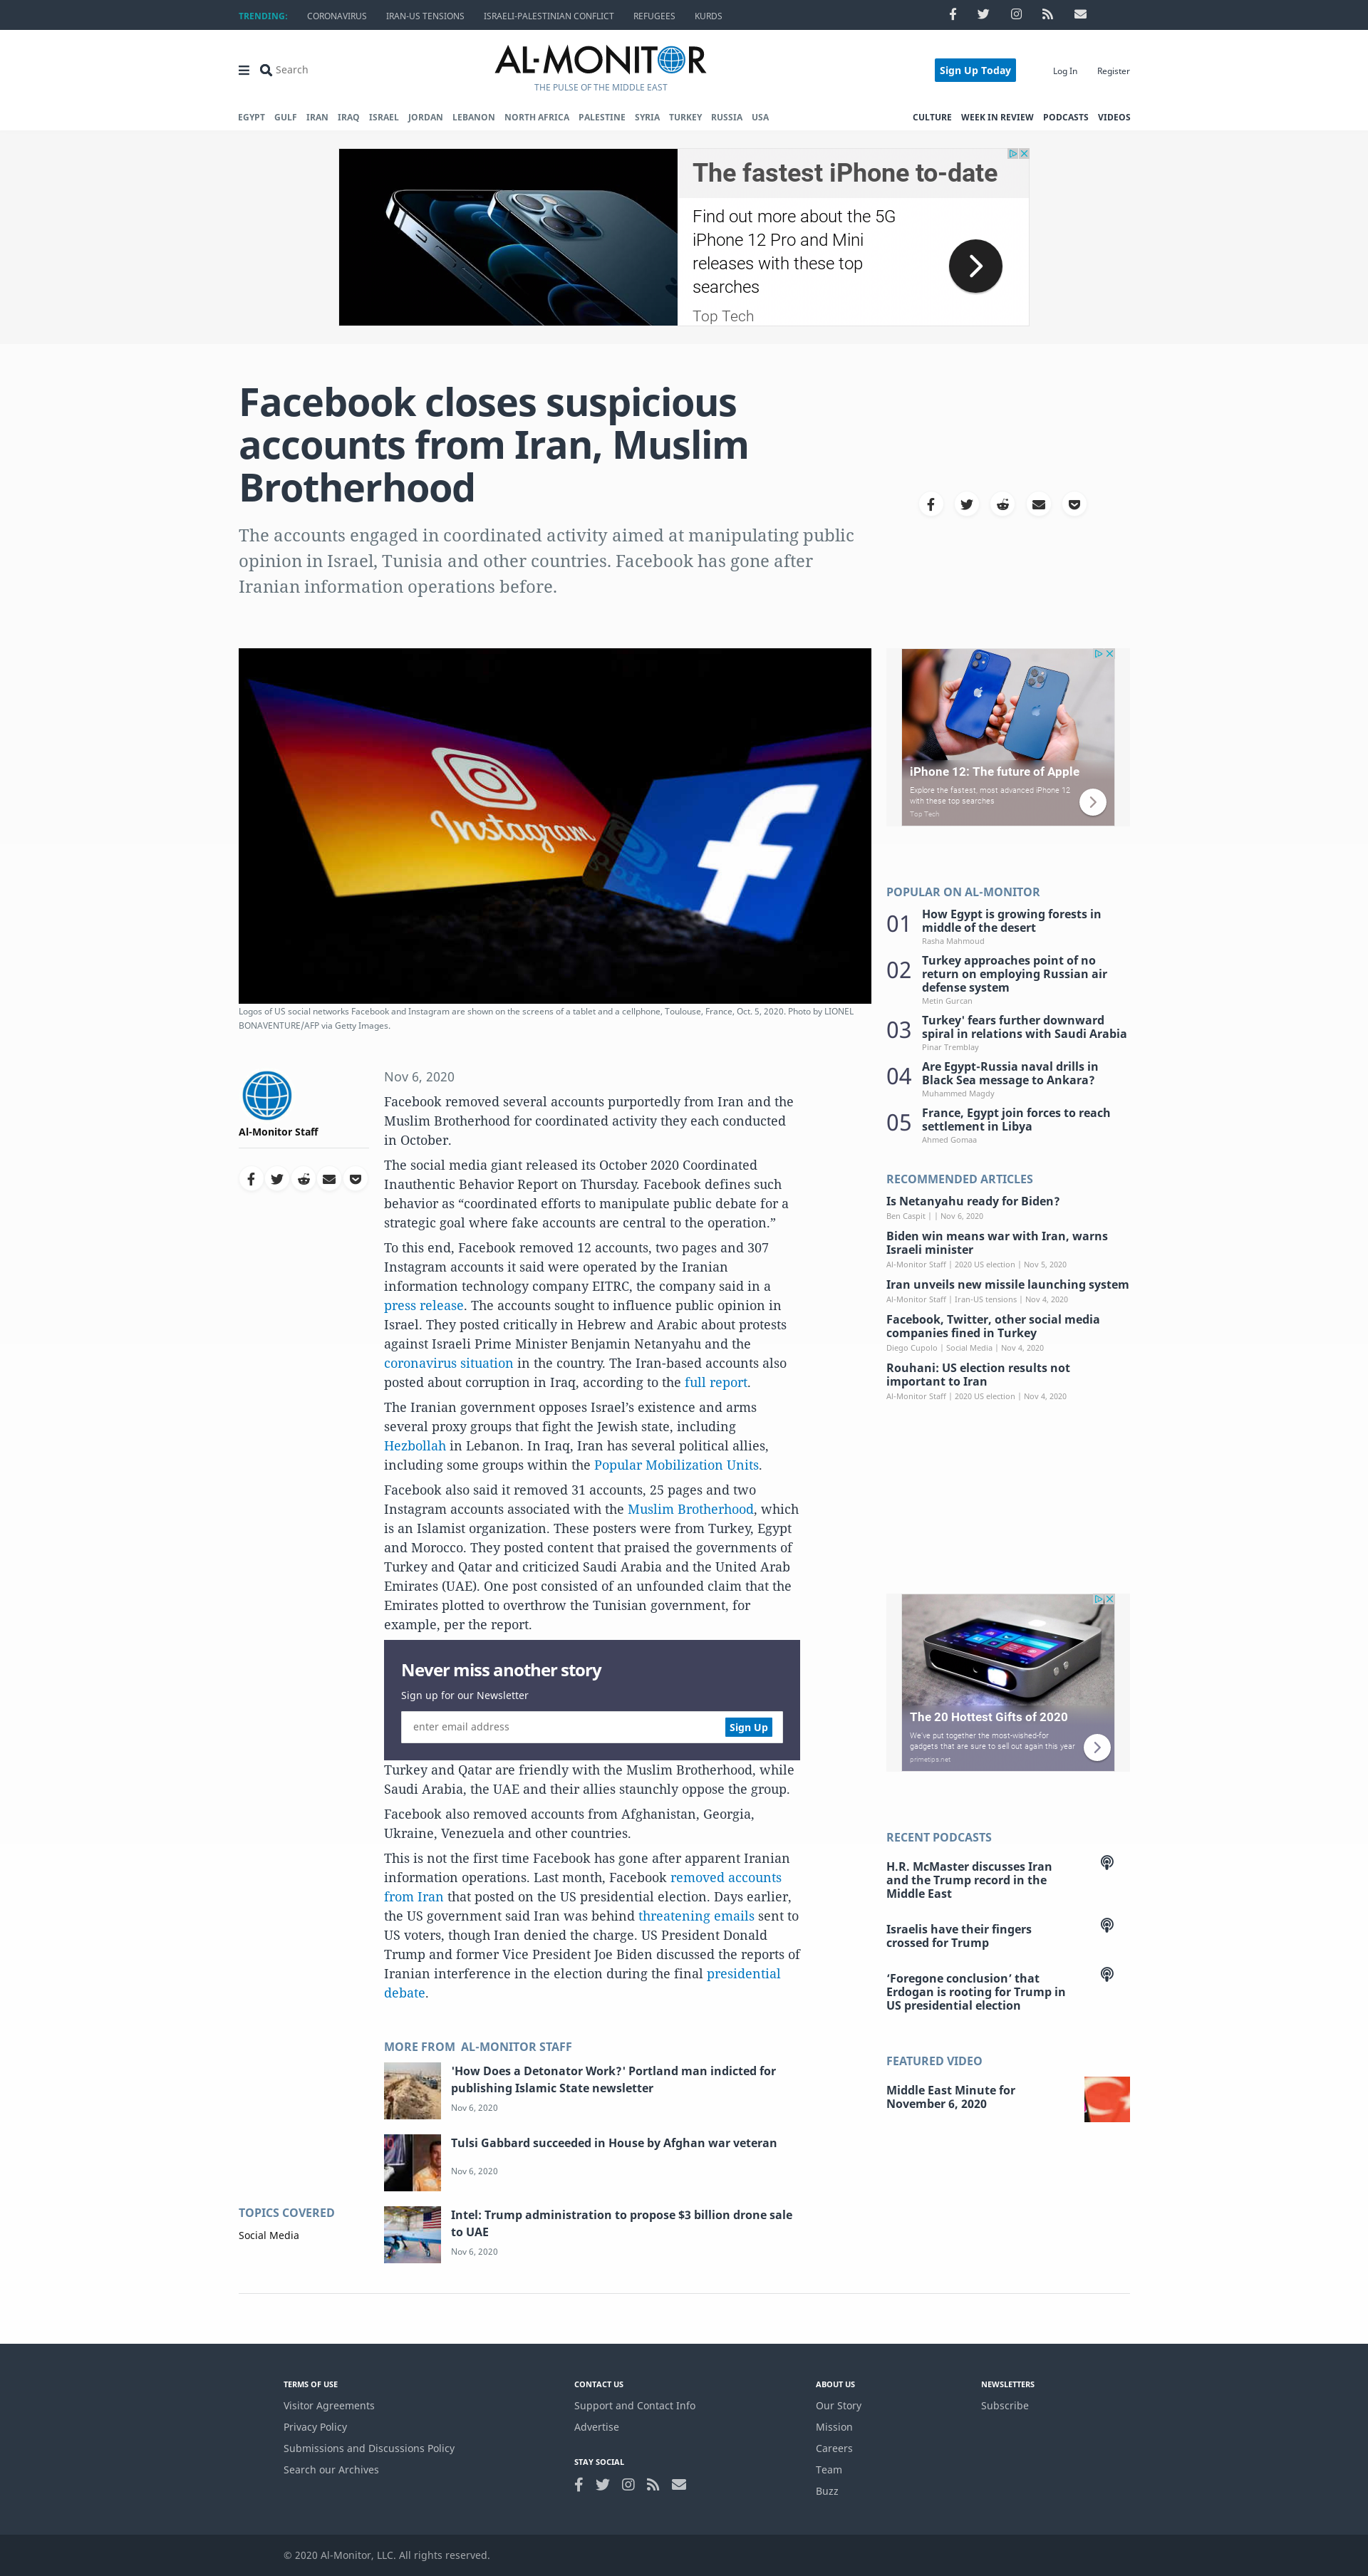 TRENDING: CORONAVIRUS IRAN-US TENSIONS ISRAELI-PALESTINIAN CONFLICT REFUGEES KURDS
Search
AL-MONITOR
THE PULSE OF THE MIDDLE EAST
Sign Up Today
Log In
Register
EGYPT GULF IRAN IRAQ ISRAEL JORDAN LEBANON NORTH AFRICA PALESTINE SYRIA TURKEY RUSSIA USA
CULTURE WEEK IN REVIEW PODCASTS VIDEOS
The fastest iPhone to-date
Find out more about the 5G
iPhone 12 Pro and Mini
releases with these top
searches
Top Tech
Facebook closes suspicious
accounts from Iran, Muslim
Brotherhood
The accounts engaged in coordinated activity aimed at manipulating public
opinion in Israel, Tunisia and other countries. Facebook has gone after
Iranian information operations before.
Instagram
Logos of US social networks Facebook and Instagram are shown on the screens of a tablet and a cellphone, Toulouse, France, Oct. 5, 2020. Photo by LIONEL
BONAVENTURE/AFP via Getty Images.
Al-Monitor Staff
Nov 6, 2020
Facebook removed several accounts purportedly from Iran and the
Muslim Brotherhood for coordinated activity they each conducted
in October.
The social media giant released its October 2020 Coordinated
Inauthentic Behavior Report on Thursday. Facebook defines such
behavior as “coordinated efforts to manipulate public debate for a
strategic goal where fake accounts are central to the operation.”
To this end, Facebook removed 12 accounts, two pages and 307
Instagram accounts it said were operated by the Iranian
information technology company EITRC, the company said in a
press release. The accounts sought to influence public opinion in
Israel. They posted critically in Hebrew and Arabic about protests
against Israeli Prime Minister Benjamin Netanyahu and the
coronavirus situation in the country. The Iran-based accounts also
posted about corruption in Iraq, according to the full report.
The Iranian government opposes Israel’s existence and arms
several proxy groups that fight the Jewish state, including
Hezbollah in Lebanon. In Iraq, Iran has several political allies,
including some groups within the Popular Mobilization Units.
Facebook also said it removed 31 accounts, 25 pages and two
Instagram accounts associated with the Muslim Brotherhood, which
is an Islamist organization. These posters were from Turkey, Egypt
and Morocco. They posted content that praised the governments of
Turkey and Qatar and criticized Saudi Arabia and the United Arab
Emirates (UAE). One post consisted of an unfounded claim that the
Emirates plotted to overthrow the Tunisian government, for
example, per the report.
Never miss another story
Sign up for our Newsletter
enter email address
Sign Up
Turkey and Qatar are friendly with the Muslim Brotherhood, while
Saudi Arabia, the UAE and their allies staunchly oppose the group.
Facebook also removed accounts from Afghanistan, Georgia,
Ukraine, Venezuela and other countries.
This is not the first time Facebook has gone after apparent Iranian
information operations. Last month, Facebook removed accounts
from Iran that posted on the US presidential election. Days earlier,
the US government said Iran was behind threatening emails sent to
US voters, though Iran denied the charge. US President Donald
Trump and former Vice President Joe Biden discussed the reports of
Iranian interference in the election during the final presidential
debate.
MORE FROM AL-MONITOR STAFF
'How Does a Detonator Work?' Portland man indicted for
publishing Islamic State newsletter
Nov 6, 2020
Tulsi Gabbard succeeded in House by Afghan war veteran
Nov 6, 2020
Intel: Trump administration to propose $3 billion drone sale
to UAE
Nov 6, 2020
TOPICS COVERED
Social Media
iPhone 12: The future of Apple
Explore the fastest, most advanced iPhone 12
with these top searches
Top Tech
POPULAR ON AL-MONITOR
01
How Egypt is growing forests in
middle of the desert
Rasha Mahmoud
02
Turkey approaches point of no
return on employing Russian air
defense system
Metin Gurcan
03
Turkey' fears further downward
spiral in relations with Saudi Arabia
Pinar Tremblay
04
Are Egypt-Russia naval drills in
Black Sea message to Ankara?
Muhammed Magdy
05
France, Egypt join forces to reach
settlement in Libya
Ahmed Gomaa
RECOMMENDED ARTICLES
Is Netanyahu ready for Biden?
Ben Caspit | | Nov 6, 2020
Biden win means war with Iran, warns
Israeli minister
Al-Monitor Staff | 2020 US election | Nov 5, 2020
Iran unveils new missile launching system
Al-Monitor Staff | Iran-US tensions | Nov 4, 2020
Facebook, Twitter, other social media
companies fined in Turkey
Diego Cupolo | Social Media | Nov 4, 2020
Rouhani: US election results not
important to Iran
Al-Monitor Staff | 2020 US election | Nov 4, 2020
The 20 Hottest Gifts of 2020
We've put together the most-wished-for
gadgets that are sure to sell out again this year
primetips.net
RECENT PODCASTS
H.R. McMaster discusses Iran
and the Trump record in the
Middle East
Israelis have their fingers
crossed for Trump
‘Foregone conclusion’ that
Erdogan is rooting for Trump in
US presidential election
FEATURED VIDEO
Middle East Minute for
November 6, 2020
TERMS OF USE
Visitor Agreements
Privacy Policy
Submissions and Discussions Policy
Search our Archives
CONTACT US
Support and Contact Info
Advertise
STAY SOCIAL
ABOUT US
Our Story
Mission
Careers
Team
Buzz
NEWSLETTERS
Subscribe
© 2020 Al-Monitor, LLC. All rights reserved.